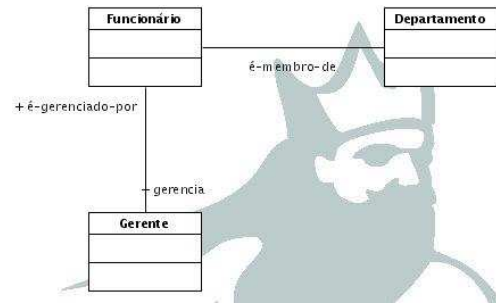 Funcionário
Departamento
é-membro-de
+ é-gerenciado-por
+ gerencia
Gerente